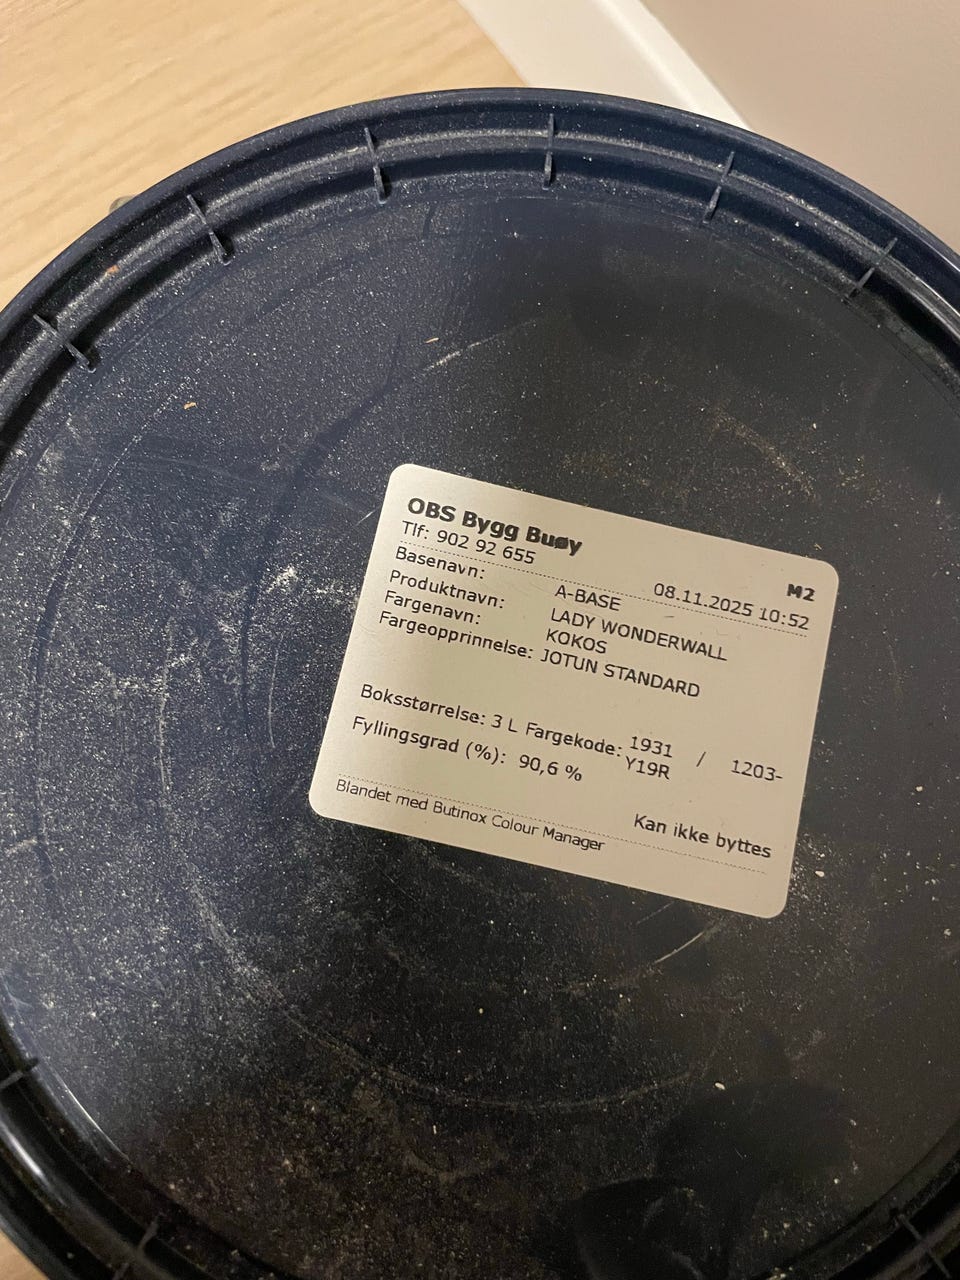 OBS Bygg Buøy
Tlf: 902 92 655
M2
08.11.2025 10:52
Basenavn: A-BASE
Produktnavn: LADY WONDERWALL
Fargenavn: KOKOS
Fargeopprinnelse: JOTUN STANDARD
Boksstørrelse: 3 L Fargekode: 1931 / 1203-
Y19R
Fyllingsgrad (%): 90,6 %
Kan ikke byttes
Blandet med Butinox Colour Manager